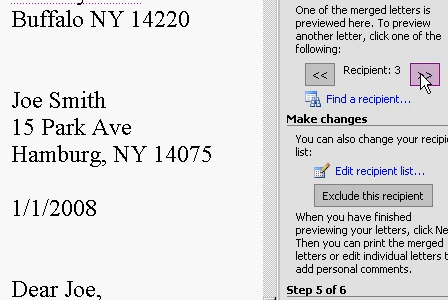 Buffalo NY 14220
Joe Smith
15 Park Ave
Hamburg, NY 14075
1/1/2008
Dear Joe,
One of the merged letters is
previewed here. To preview
another letter, click one of the
following:
<< Recipient: 3 >>
Find a recipient...
Make changes
You can also change your recipie
list:
Edit recipient list...
Exclude this recipient
When you have finished
previewing your letters, click Ne
Then you can print the merged
letters or edit individual letters t
add personal comments.
Step 5 of 6